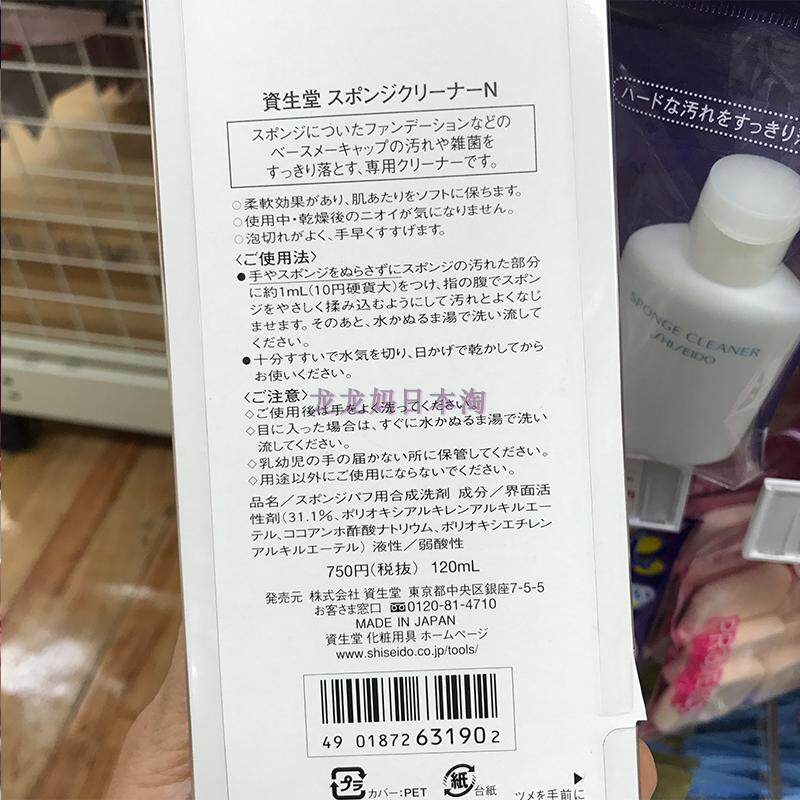 資生堂 スポンジクリーナーN
スポンジについたファンデーションなどの
ベースメーキャップの汚れや雑菌を
すっきり落とす、専用クリーナーです。
○柔軟効果があり、肌あたりをソフトに保ちます。
○使用中・乾燥後のニオイが気になりません。
○泡切れがよく、手早くすすげます。
〈ご使用法〉
●手やスポンジをぬらさずにスポンジの汚れた部分
に約1mL(10円硬貨大)をつけ、指の腹でスポン
ジをやさしく揉み込むようにして汚れとよくなじ
ませます。そのあと、水かぬるま湯で洗い流して
ください。
●十分すすいで水気を切り、日かげで乾かしてから
お使いください。
〈ご注意〉
龙龙妈日本淘
◇ご使用後は手をよく洗ってください。
◇目に入った場合は、すぐに水かぬるま湯で洗い
流してください。
◇乳幼児の手の届かない所に保管してください。
◇用途以外にご使用にならないでください。
品名／スポンジパフ用合成洗剤 成分／界面活
性剤(31.1%、ポリオキシアルキレンアルキルエー
テル、ココアンホ酢酸ナトリウム、ポリオキシエチレン
アルキルエーテル) 液性／弱酸性
750円(税抜) 120mL
発売元 株式会社 資生堂 東京都中央区銀座7-5-5
お客さま窓口 0120-81-4710
MADE IN JAPAN
資生堂 化粧用具 ホームページ
www.shiseido.co.jp/tools/
4901872631902
プラ カバー:PET 紙 台紙
ツメを手前に
ハードな汚れをすっきり
SPONGE CLEANER
SHISEIDO